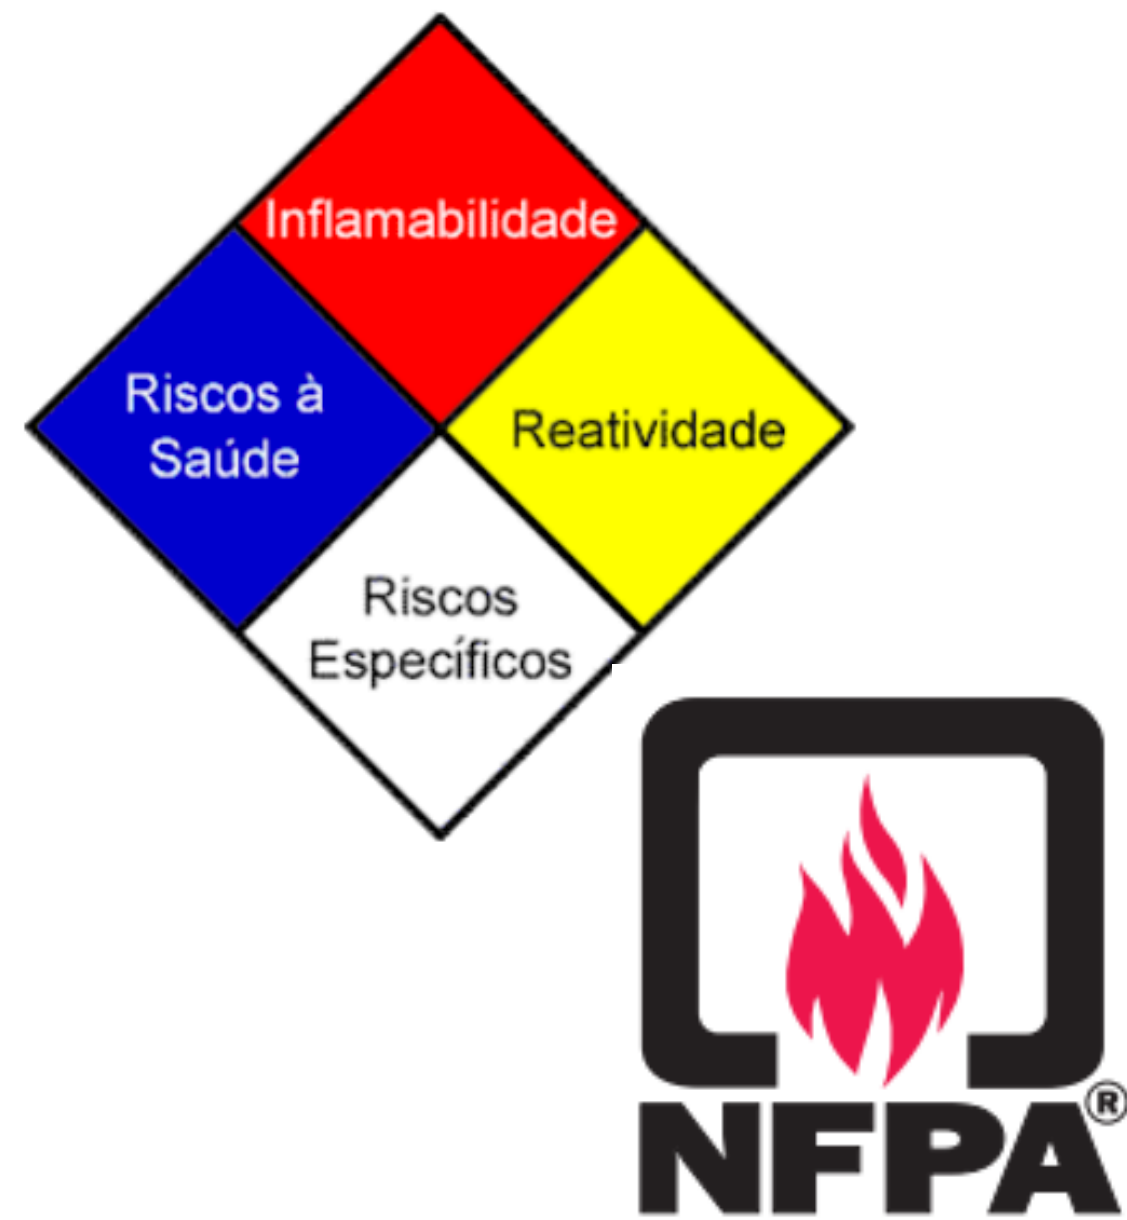 Inflamabilidade
Riscos à
Saúde
Reatividade
Riscos
Específicos
NFPA®